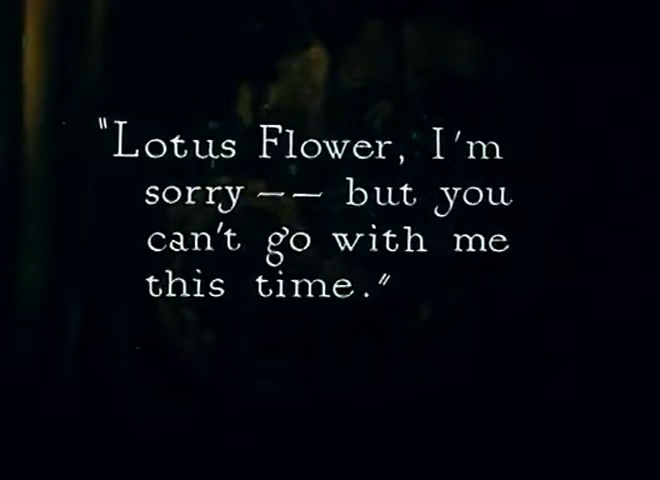 "Lotus Flower, I'm
sorry -- but you
can't go with me
this time."